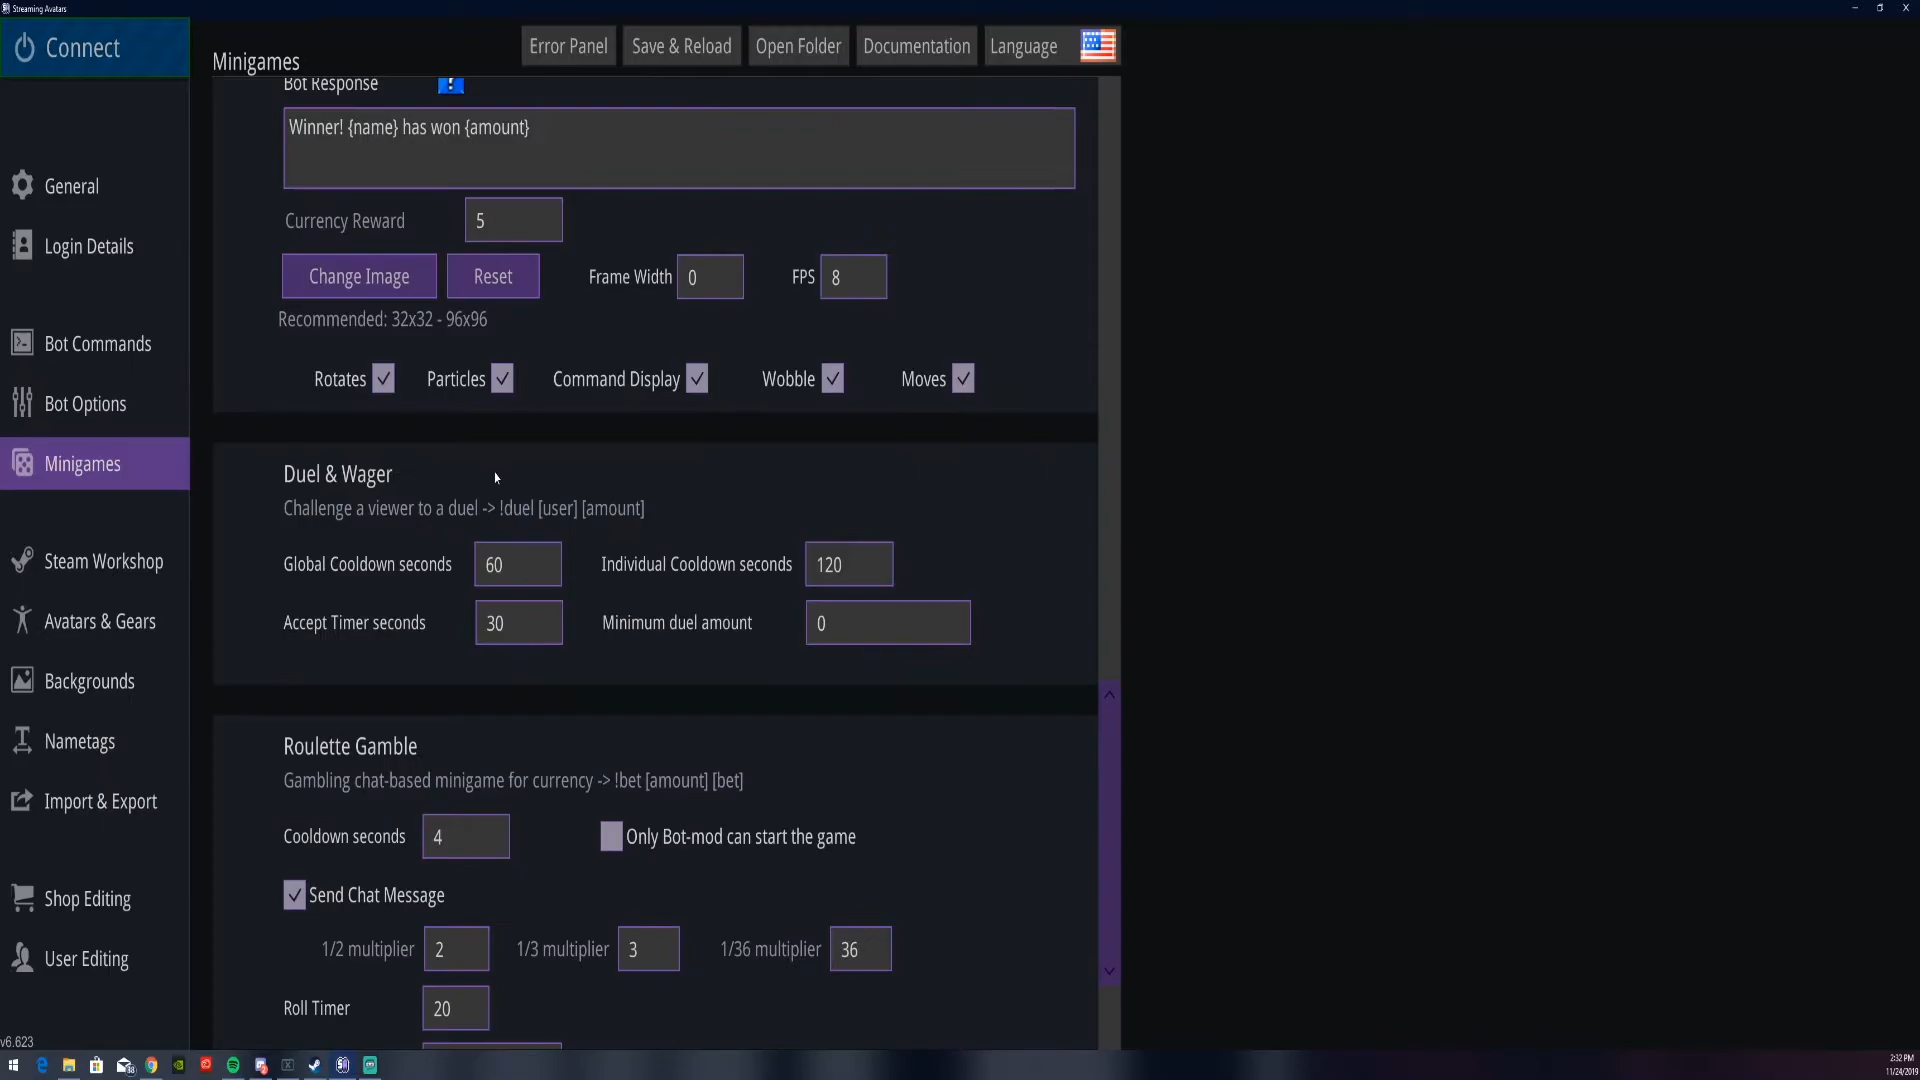 Streaming Avatars
Connect
Minigames
Error Panel
Save & Reload
Open Folder
Documentation
Language
Bot Response
!
Winner! {name} has won {amount}
General
Currency Reward
5
Login Details
Change Image
Reset
Frame Width
0
FPS
8
Recommended: 32x32 - 96x96
Bot Commands
Rotates
Particles
Command Display
Wobble
Moves
Bot Options
Minigames
Duel & Wager
Challenge a viewer to a duel -> !duel [user] [amount]
Steam Workshop
Global Cooldown seconds
60
Individual Cooldown seconds
120
Avatars & Gears
Accept Timer seconds
30
Minimum duel amount
0
Backgrounds
Nametags
Roulette Gamble
Gambling chat-based minigame for currency -> !bet [amount] [bet]
Import & Export
Cooldown seconds
4
Only Bot-mod can start the game
Shop Editing
Send Chat Message
User Editing
1/2 multiplier
2
1/3 multiplier
3
1/36 multiplier
36
Roll Timer
20
v6.623
2:32 PM
11/24/2019